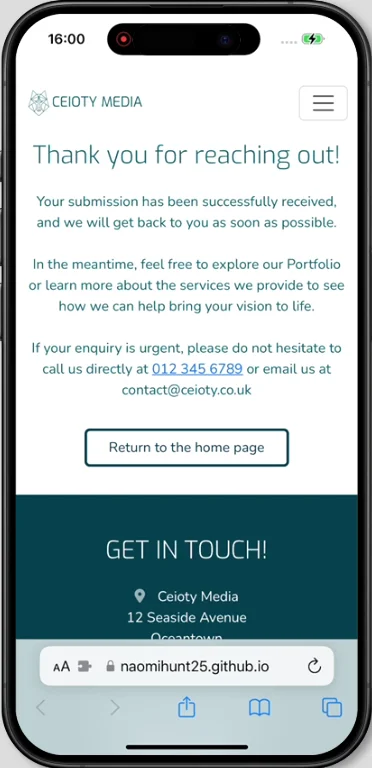 16:00
CEIOTY MEDIA
Thank you for reaching out!
Your submission has been successfully received,
and we will get back to you as soon as possible.
In the meantime, feel free to explore our Portfolio
or learn more about the services we provide to see
how we can help bring your vision to life.
If your enquiry is urgent, please do not hesitate to
call us directly at 012 345 6789 or email us at
contact@ceioty.co.uk
Return to the home page
GET IN TOUCH!
Ceioty Media
12 Seaside Avenue
Oceantown
AA naomihunt25.github.io